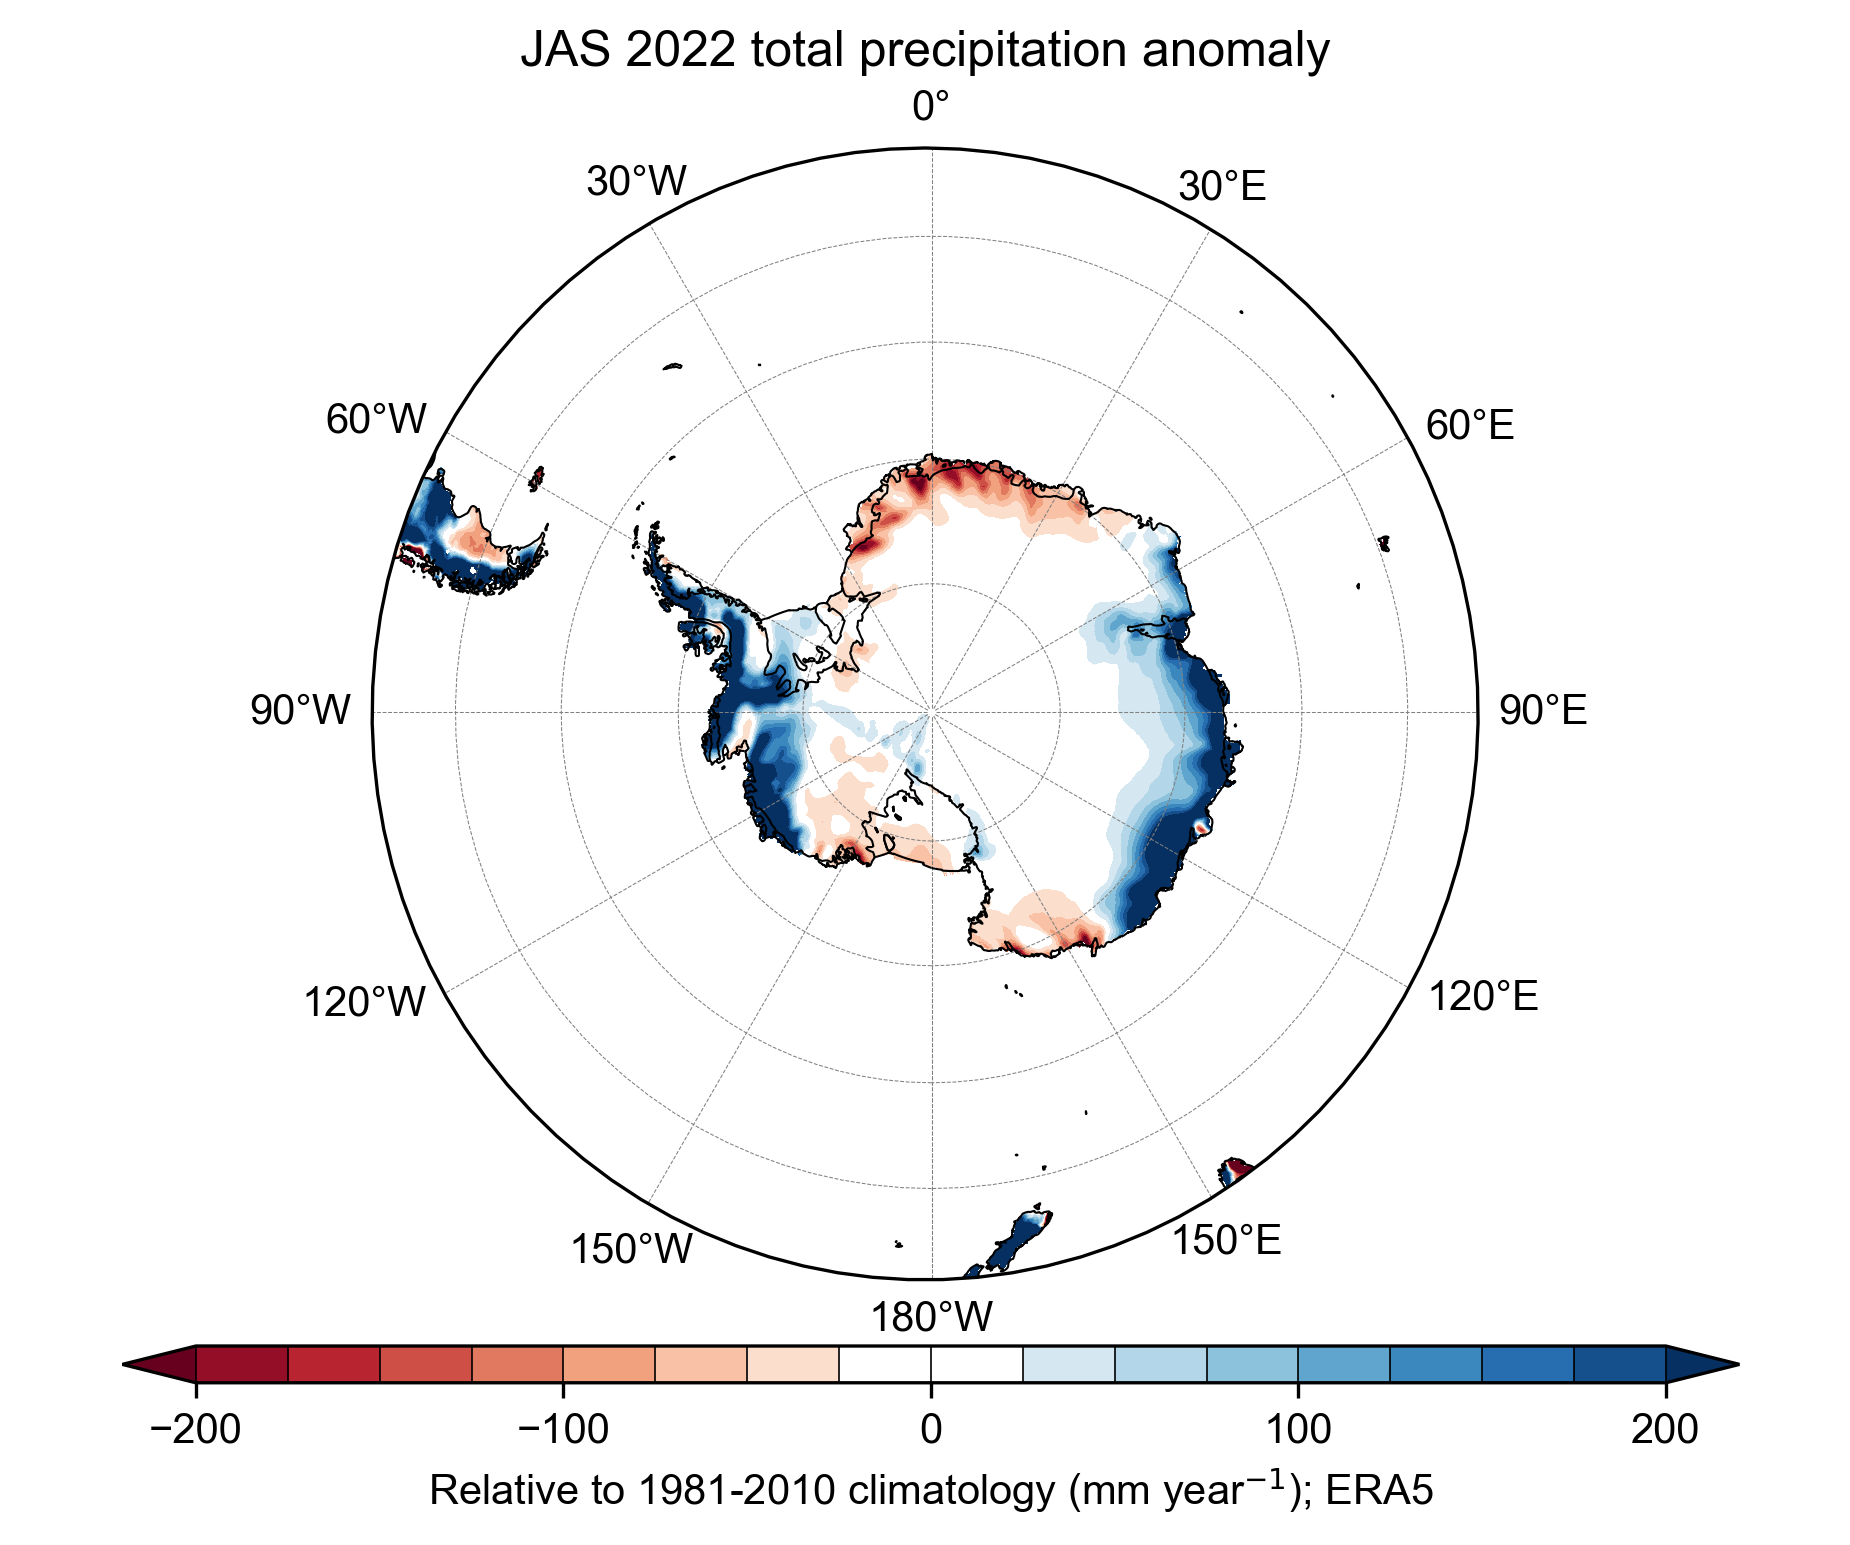 JAS 2022 total precipitation anomaly
0°
30°W
30°E
60°W
60°E
90°W
90°E
120°W
120°E
150°W
150°E
180°W
−200 −100 0 100 200
Relative to 1981-2010 climatology (mm year⁻¹); ERA5